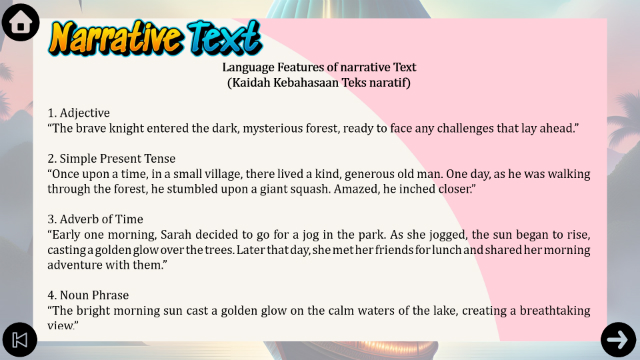 Narrative Text
Language Features of narrative Text
(Kaidah Kebahasaan Teks naratif)
1. Adjective
“The brave knight entered the dark, mysterious forest, ready to face any challenges that lay ahead.”
2. Simple Present Tense
“Once upon a time, in a small village, there lived a kind, generous old man. One day, as he was walking
through the forest, he stumbled upon a giant squash. Amazed, he inched closer.”
3. Adverb of Time
“Early one morning, Sarah decided to go for a jog in the park. As she jogged, the sun began to rise,
casting a golden glow over the trees. Later that day, she met her friends for lunch and shared her morning
adventure with them.”
4. Noun Phrase
“The bright morning sun cast a golden glow on the calm waters of the lake, creating a breathtaking
view.”